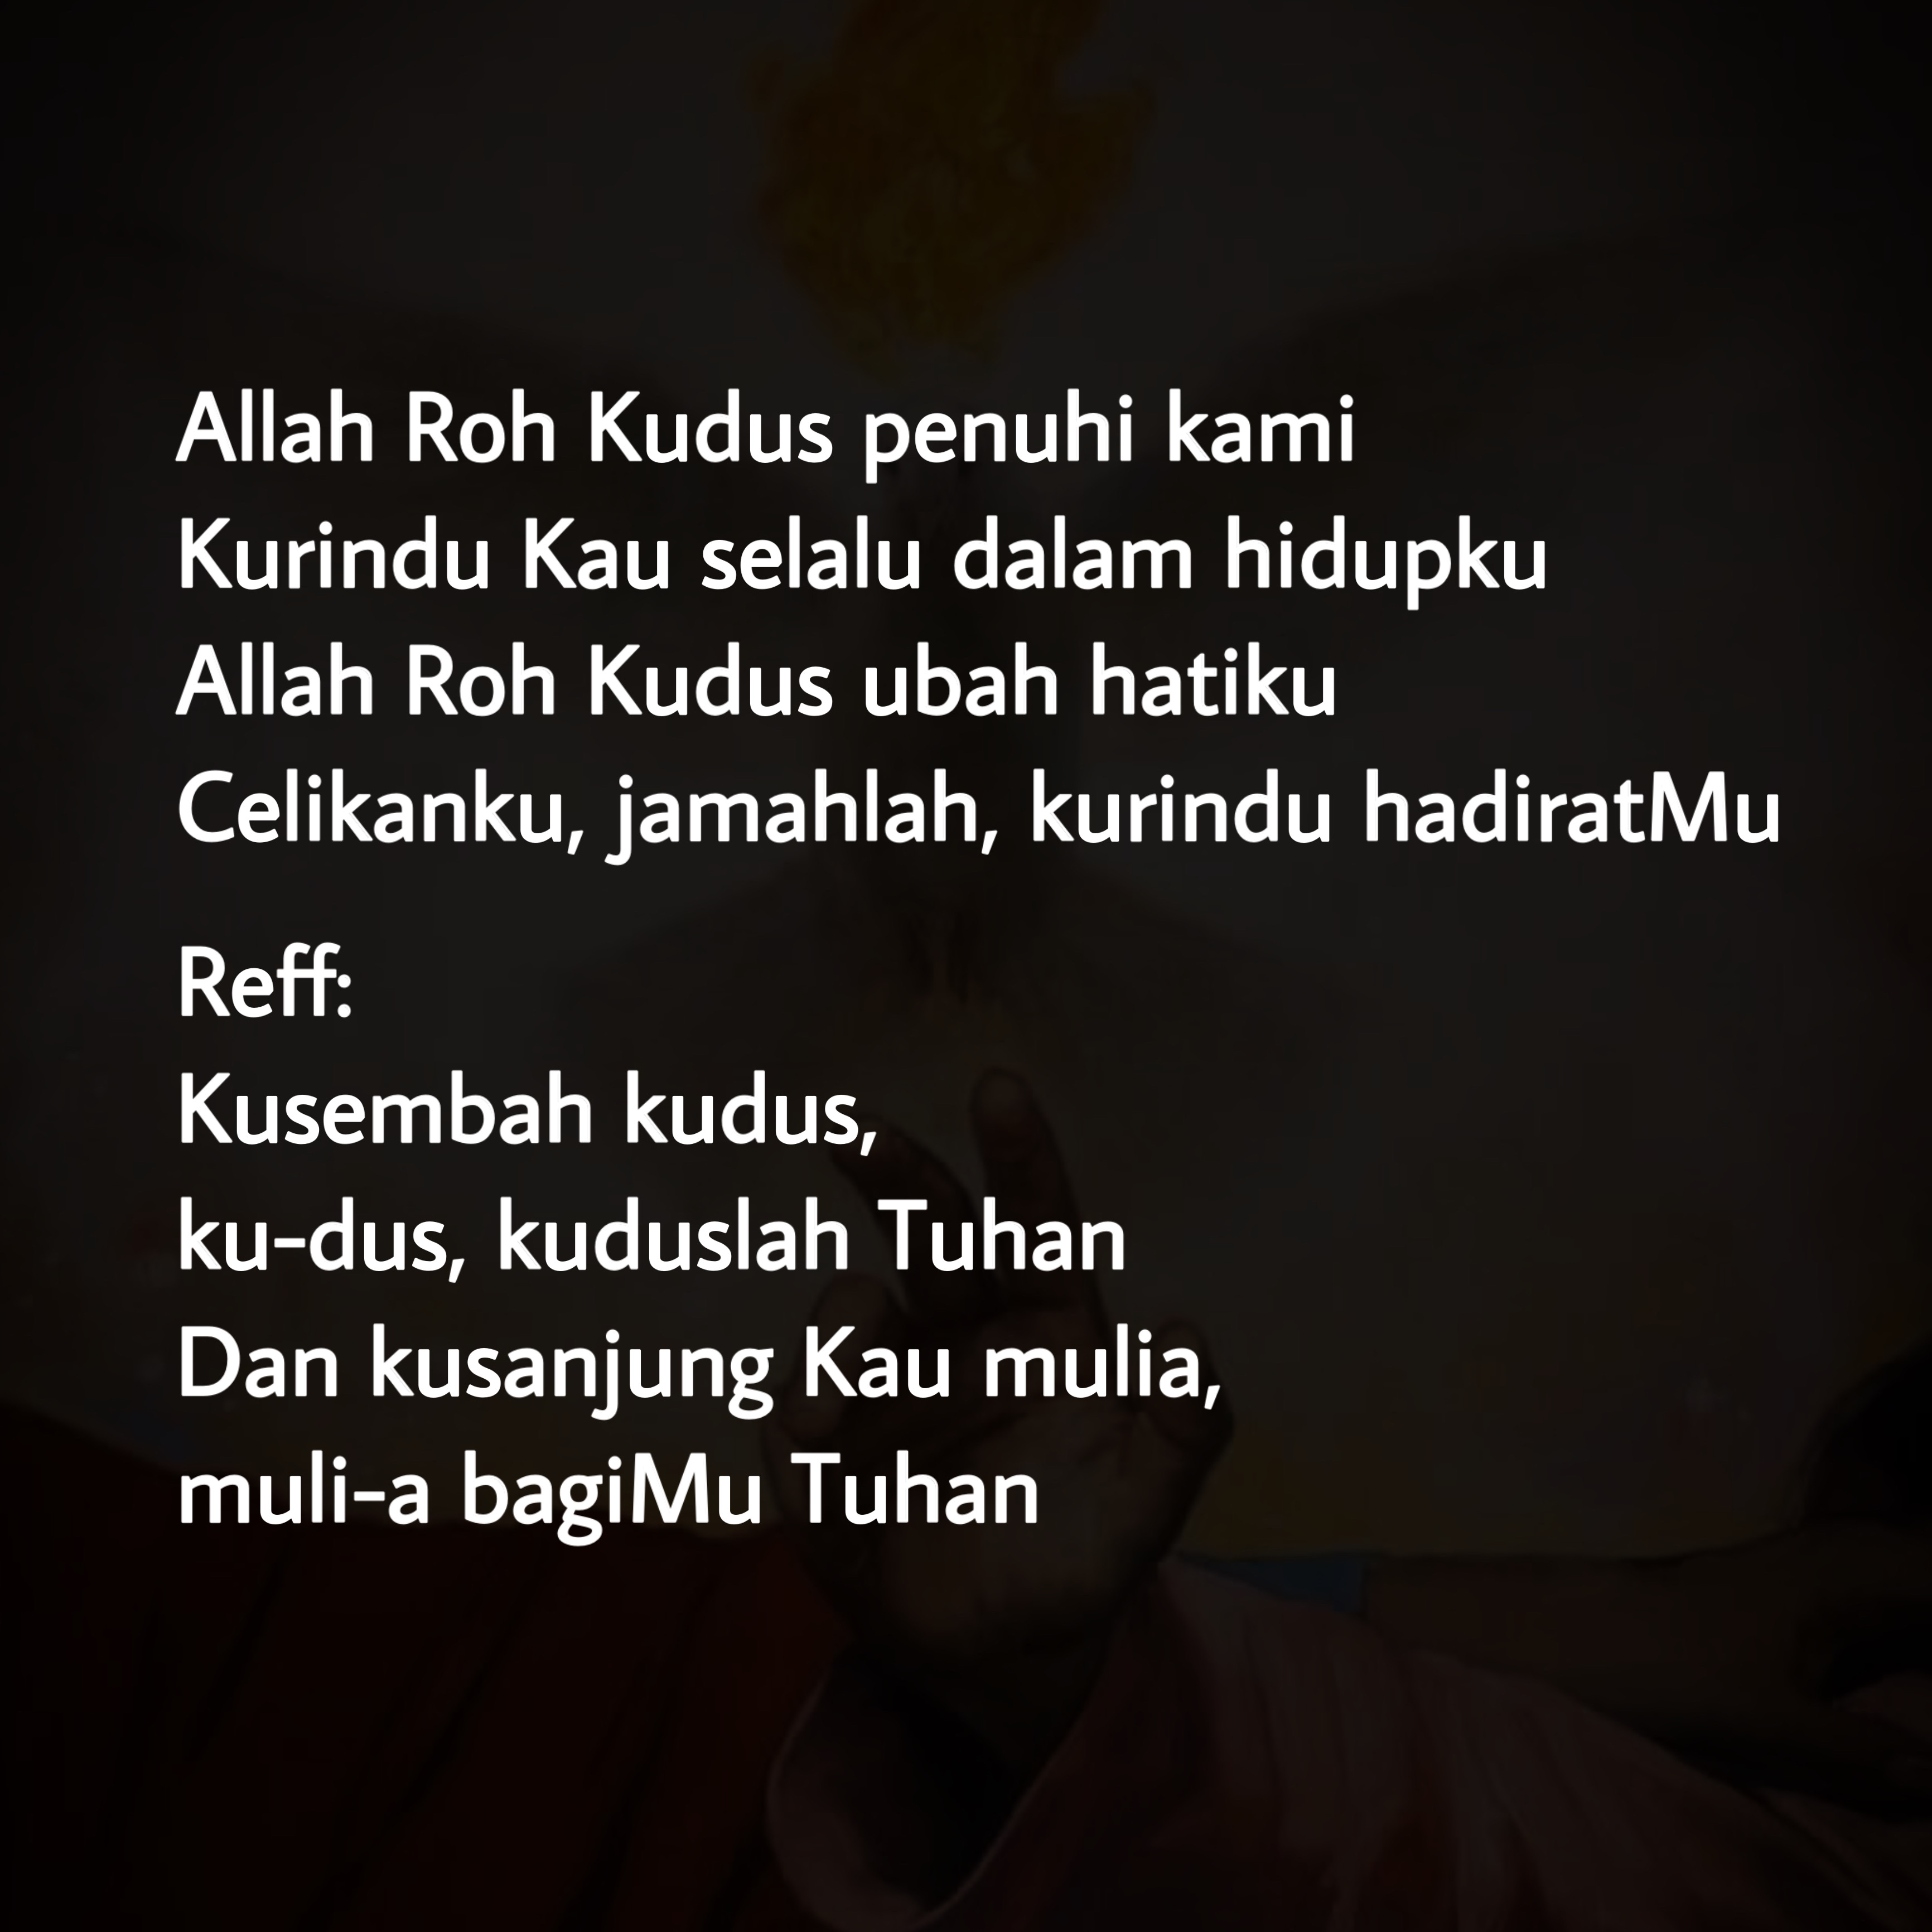 Allah Roh Kudus penuhi kami
Kurindu Kau selalu dalam hidupku
Allah Roh Kudus ubah hatiku
Celikanku, jamahlah, kurindu hadiratMu
Reff:
Kusembah kudus,
ku-dus, kuduslah Tuhan
Dan kusanjung Kau mulia,
muli-a bagiMu Tuhan